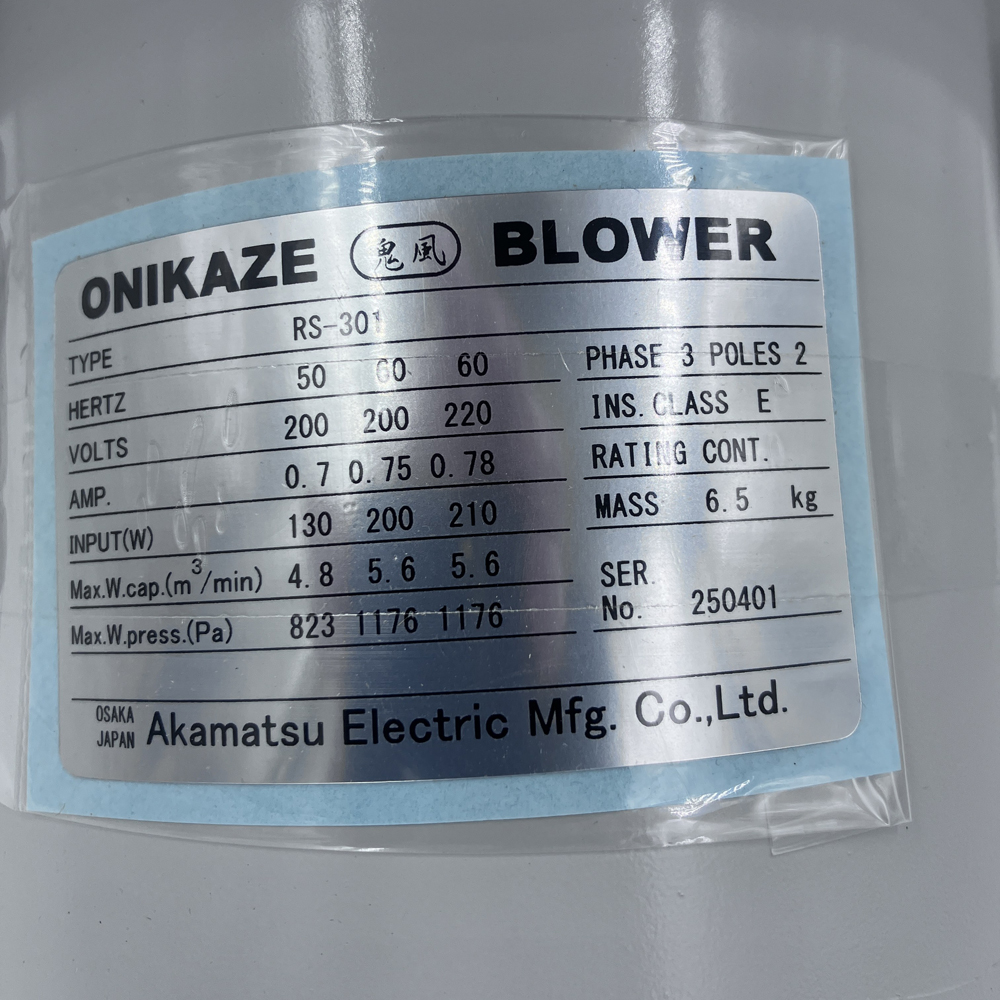 ONIKAZE 鬼風 BLOWER
TYPE RS-301
HERTZ 50 60 60 PHASE 3 POLES 2
VOLTS 200 200 220 INS. CLASS E
AMP. 0.7 0.75 0.78 RATING CONT.
INPUT(W) 130 200 210 MASS 6.5 kg
Max.W.cap.(m³/min) 4.8 5.6 5.6 SER.
Max.W.press.(Pa) 823 1176 1176 No. 250401
OSAKA JAPAN Akamatsu Electric Mfg. Co.,Ltd.